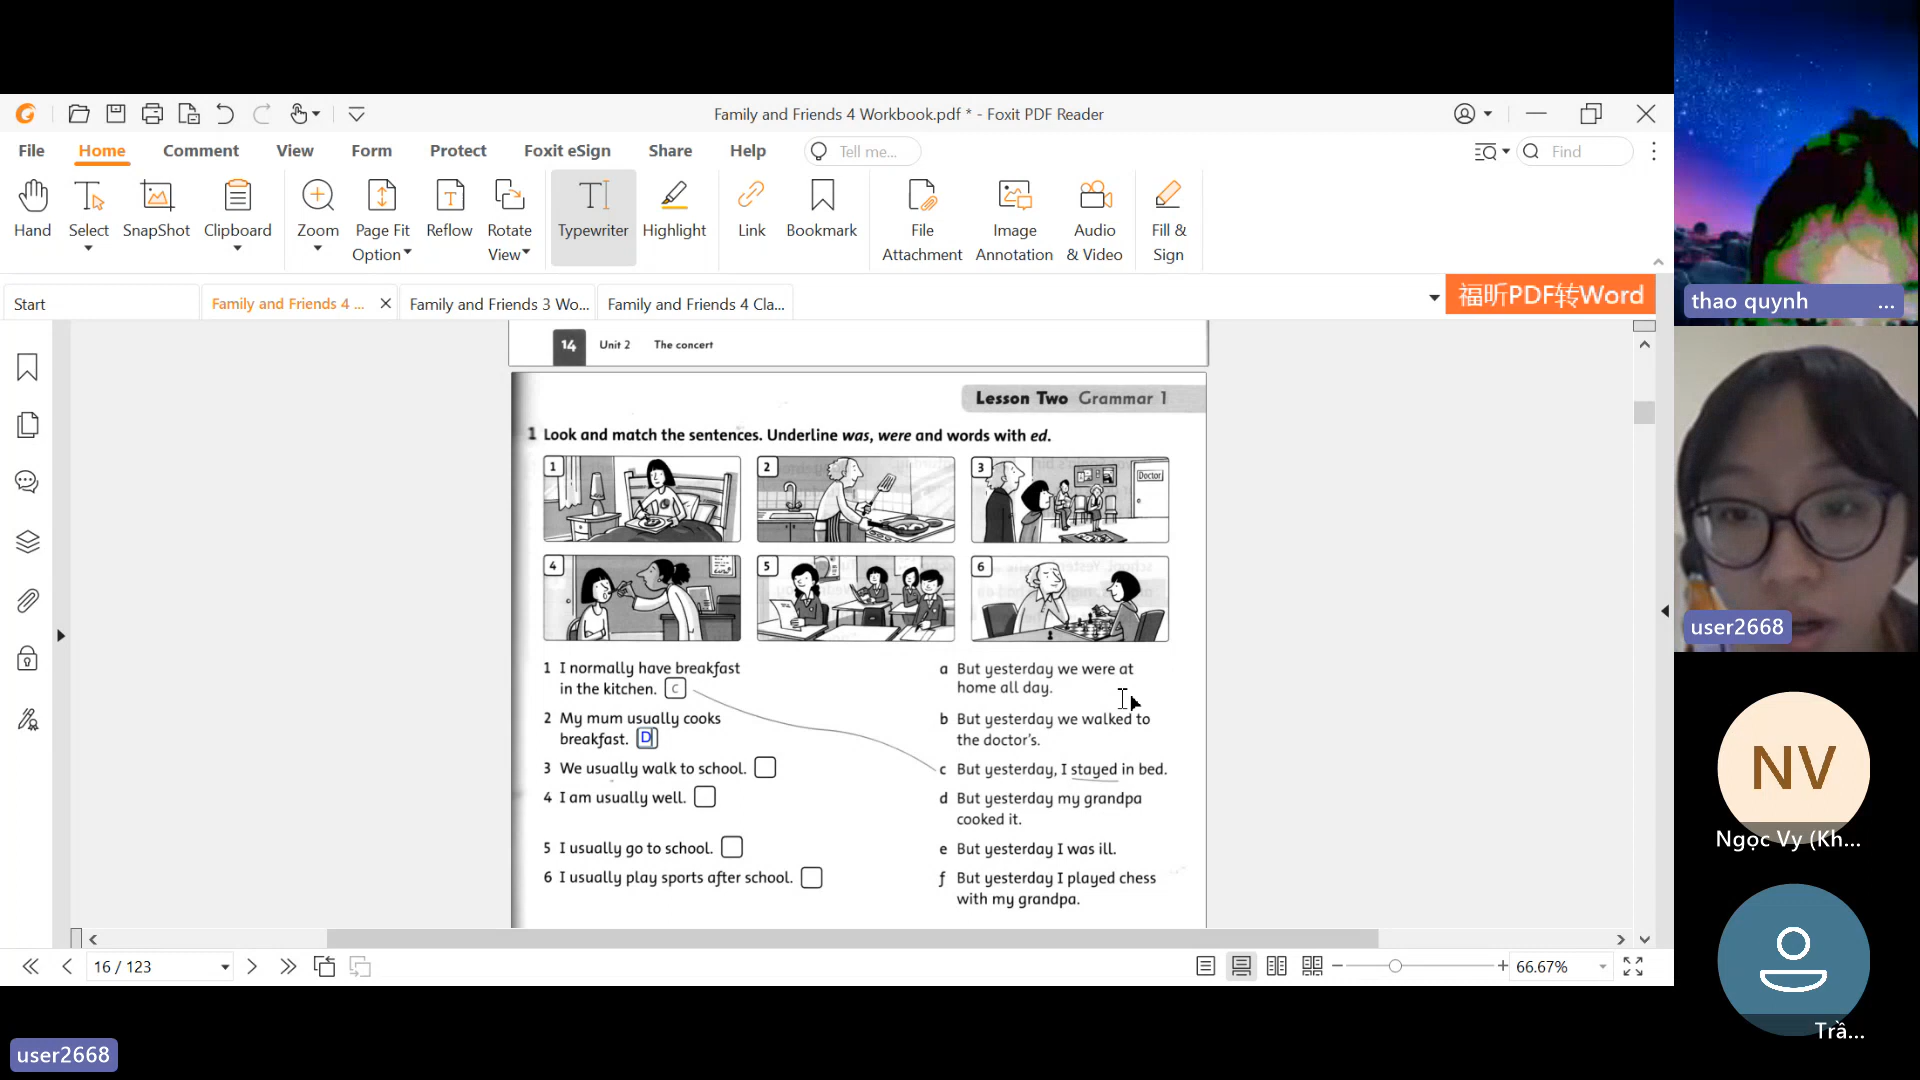 Family and Friends 4 Workbook.pdf * - Foxit PDF Reader
File Home Comment View Form Protect Foxit eSign Share Help Tell me... Find
Hand Select SnapShot Clipboard Zoom Page Fit Option Reflow Rotate View Typewriter Highlight Link Bookmark File Attachment Image Annotation Audio & Video Fill & Sign
Start Family and Friends 4 ... Family and Friends 3 Wo... Family and Friends 4 Cla... 福昕PDF转Word
14 Unit 2 The concert
Lesson Two Grammar 1
1 Look and match the sentences. Underline was, were and words with ed.
1 2 3 Doctor
4 5 6
1 I normally have breakfast
in the kitchen. c
2 My mum usually cooks
breakfast. D
3 We usually walk to school.
4 I am usually well.
5 I usually go to school.
6 I usually play sports after school.
a But yesterday we were at
home all day.
b But yesterday we walked to
the doctor's.
c But yesterday, I stayed in bed.
d But yesterday my grandpa
cooked it.
e But yesterday I was ill.
f But yesterday I played chess
with my grandpa.
16 / 123 66.67%
thao quynh ...
user2668
NV
Ngọc Vy (Kh...
Trầ...
user2668